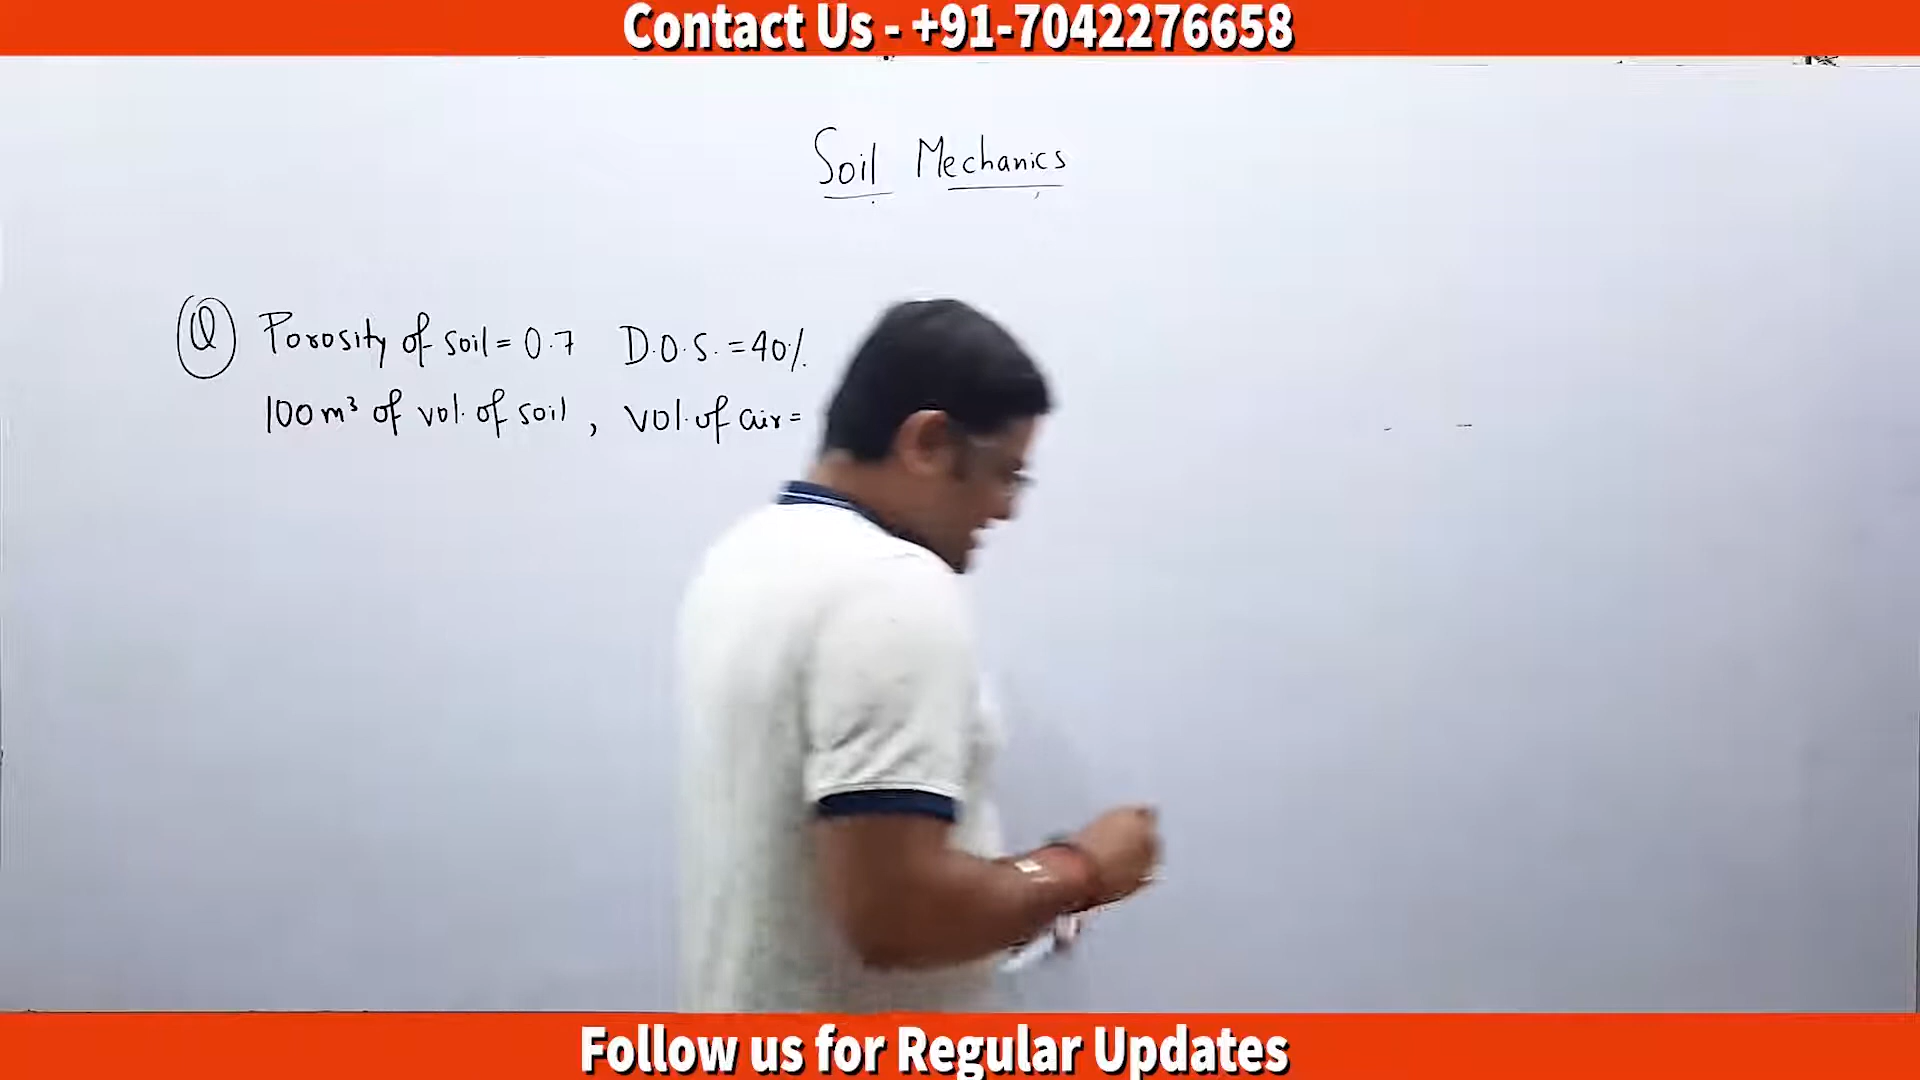 Contact Us - +91-7042276658
Soil Mechanics
Q Porosity of soil = 0.7 D.O.S. = 40%
100 m³ of vol. of soil , vol. of air =
Follow us for Regular Updates